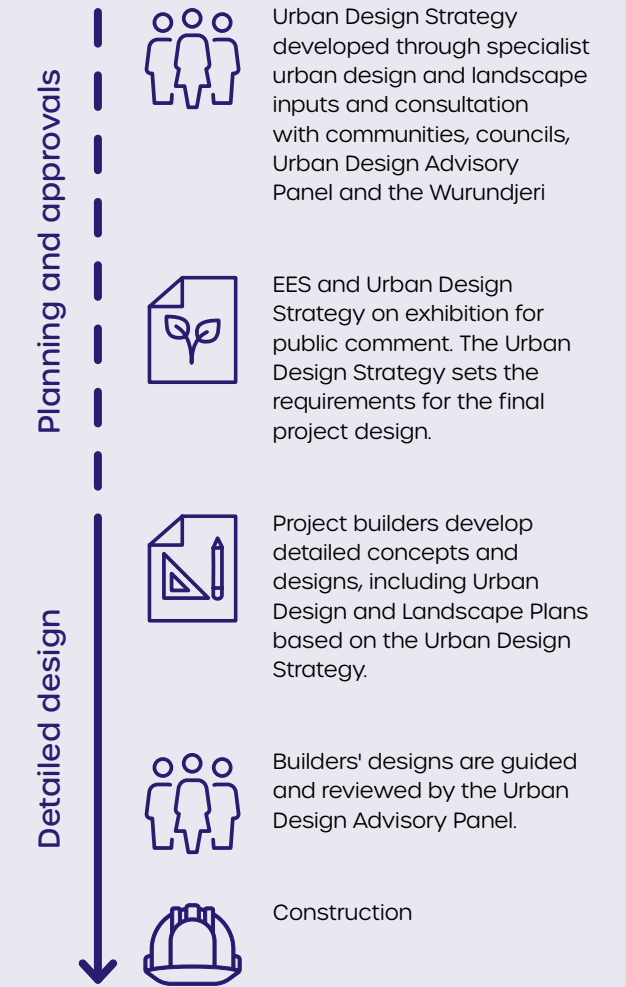 Planning and approvals
Urban Design Strategy
developed through specialist
urban design and landscape
inputs and consultation
with communities, councils,
Urban Design Advisory
Panel and the Wurundjeri
EES and Urban Design
Strategy on exhibition for
public comment. The Urban
Design Strategy sets the
requirements for the final
project design.
Detailed design
Project builders develop
detailed concepts and
designs, including Urban
Design and Landscape Plans
based on the Urban Design
Strategy.
Builders' designs are guided
and reviewed by the Urban
Design Advisory Panel.
Construction